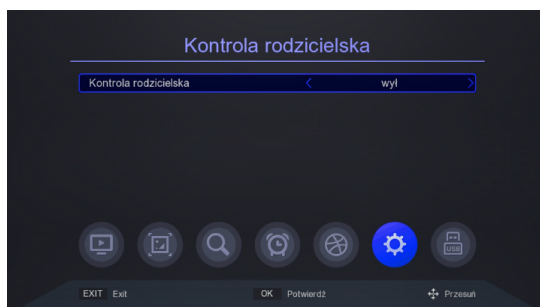 Kontrola rodzicielska
Kontrola rodzicielska wył
USB
EXIT Exit OK Potwierdź Przesuń